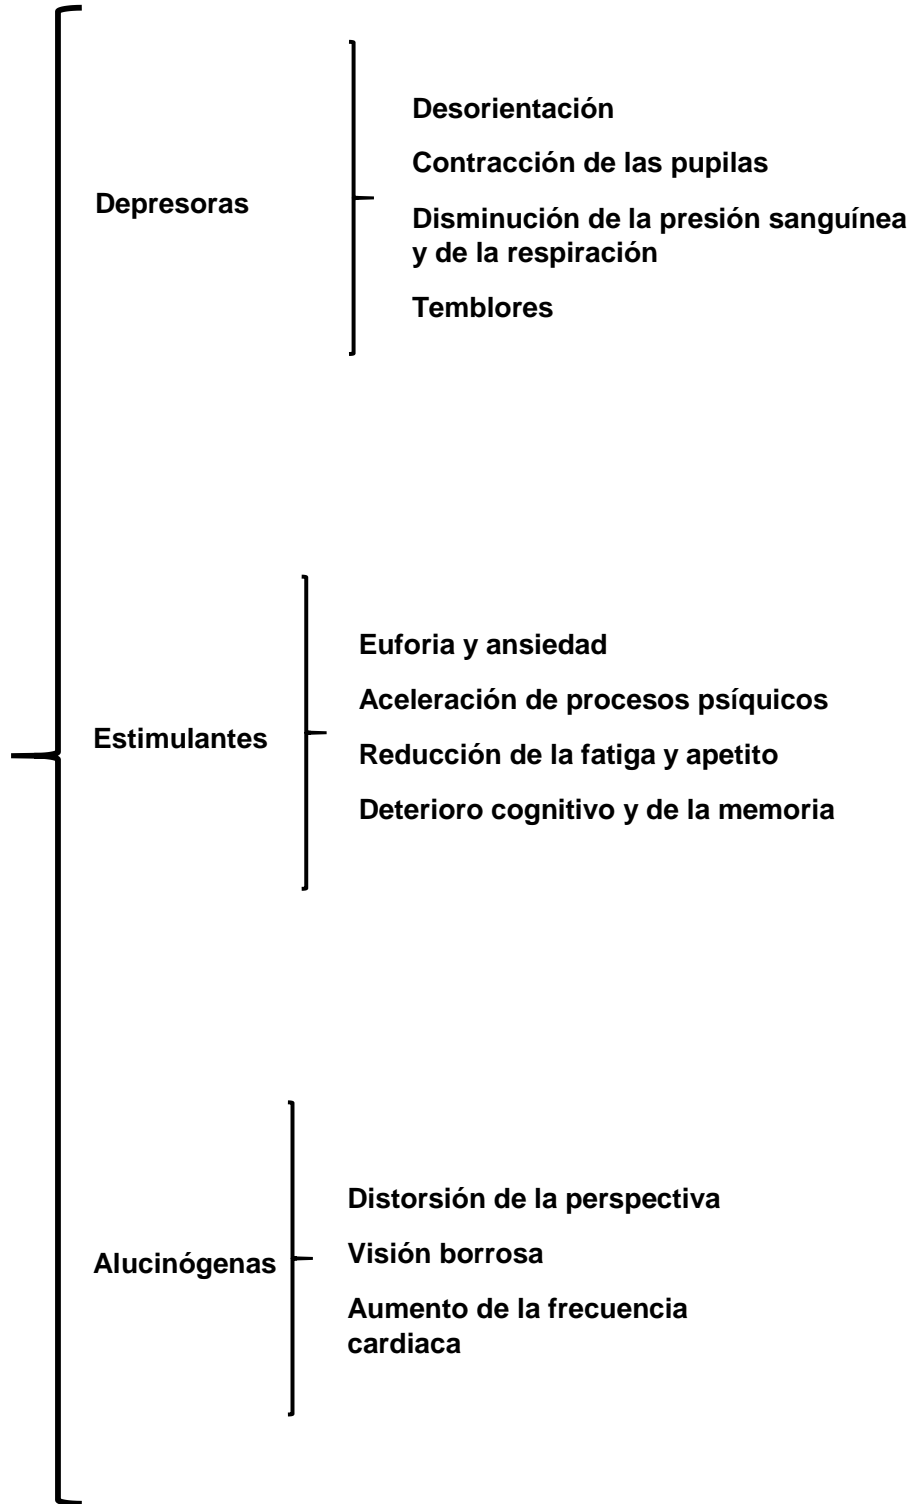 Depresoras
Desorientación
Contracción de las pupilas
Disminución de la presión sanguínea
y de la respiración
Temblores
Estimulantes
Euforia y ansiedad
Aceleración de procesos psíquicos
Reducción de la fatiga y apetito
Deterioro cognitivo y de la memoria
Alucinógenas
Distorsión de la perspectiva
Visión borrosa
Aumento de la frecuencia
cardiaca